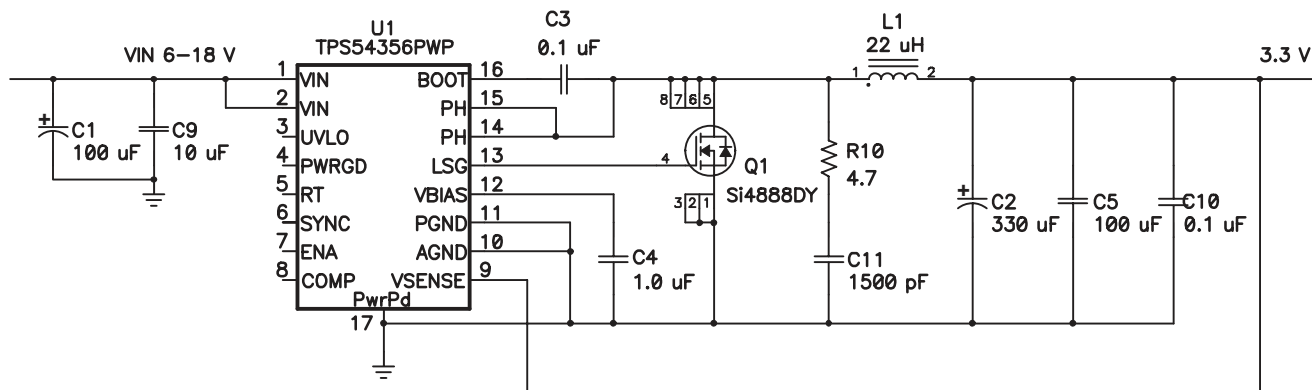 U1
TPS54356PWP
VIN 6–18 V
C3
0.1 uF
L1
22 uH
3.3 V
1 VIN
2 VIN
3 UVLO
4 PWRGD
5 RT
6 SYNC
7 ENA
8 COMP
BOOT 16
PH 15
PH 14
LSG 13
VBIAS 12
PGND 11
AGND 10
VSENSE 9
PwrPd
17
+
C1
100 uF
C9
10 uF
8 7 6 5
4
3 2 1
Q1
Si4888DY
C4
1.0 uF
R10
4.7
C11
1500 pF
1 2
+
C2
330 uF
C5
100 uF
C10
0.1 uF